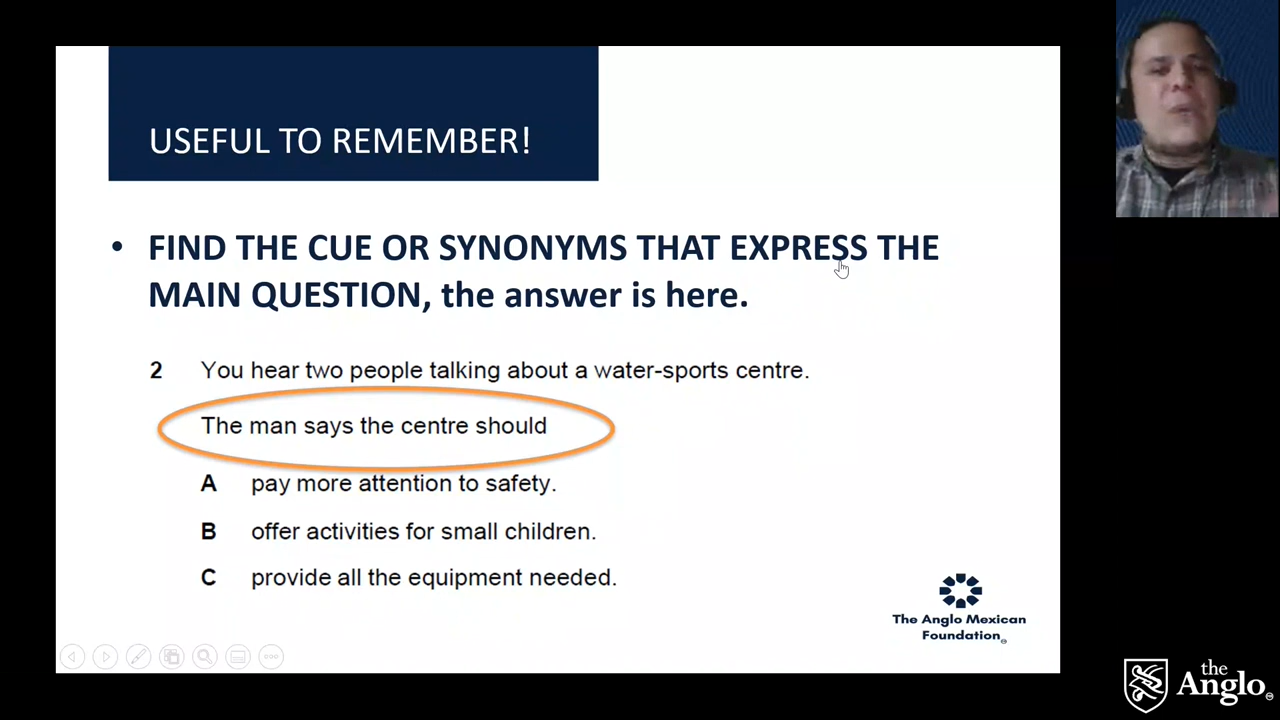 USEFUL TO REMEMBER!
• FIND THE CUE OR SYNONYMS THAT EXPRESS THE
MAIN QUESTION, the answer is here.
2 You hear two people talking about a water-sports centre.
The man says the centre should
A pay more attention to safety.
B offer activities for small children.
C provide all the equipment needed.
The Anglo Mexican
Foundation
the
Anglo